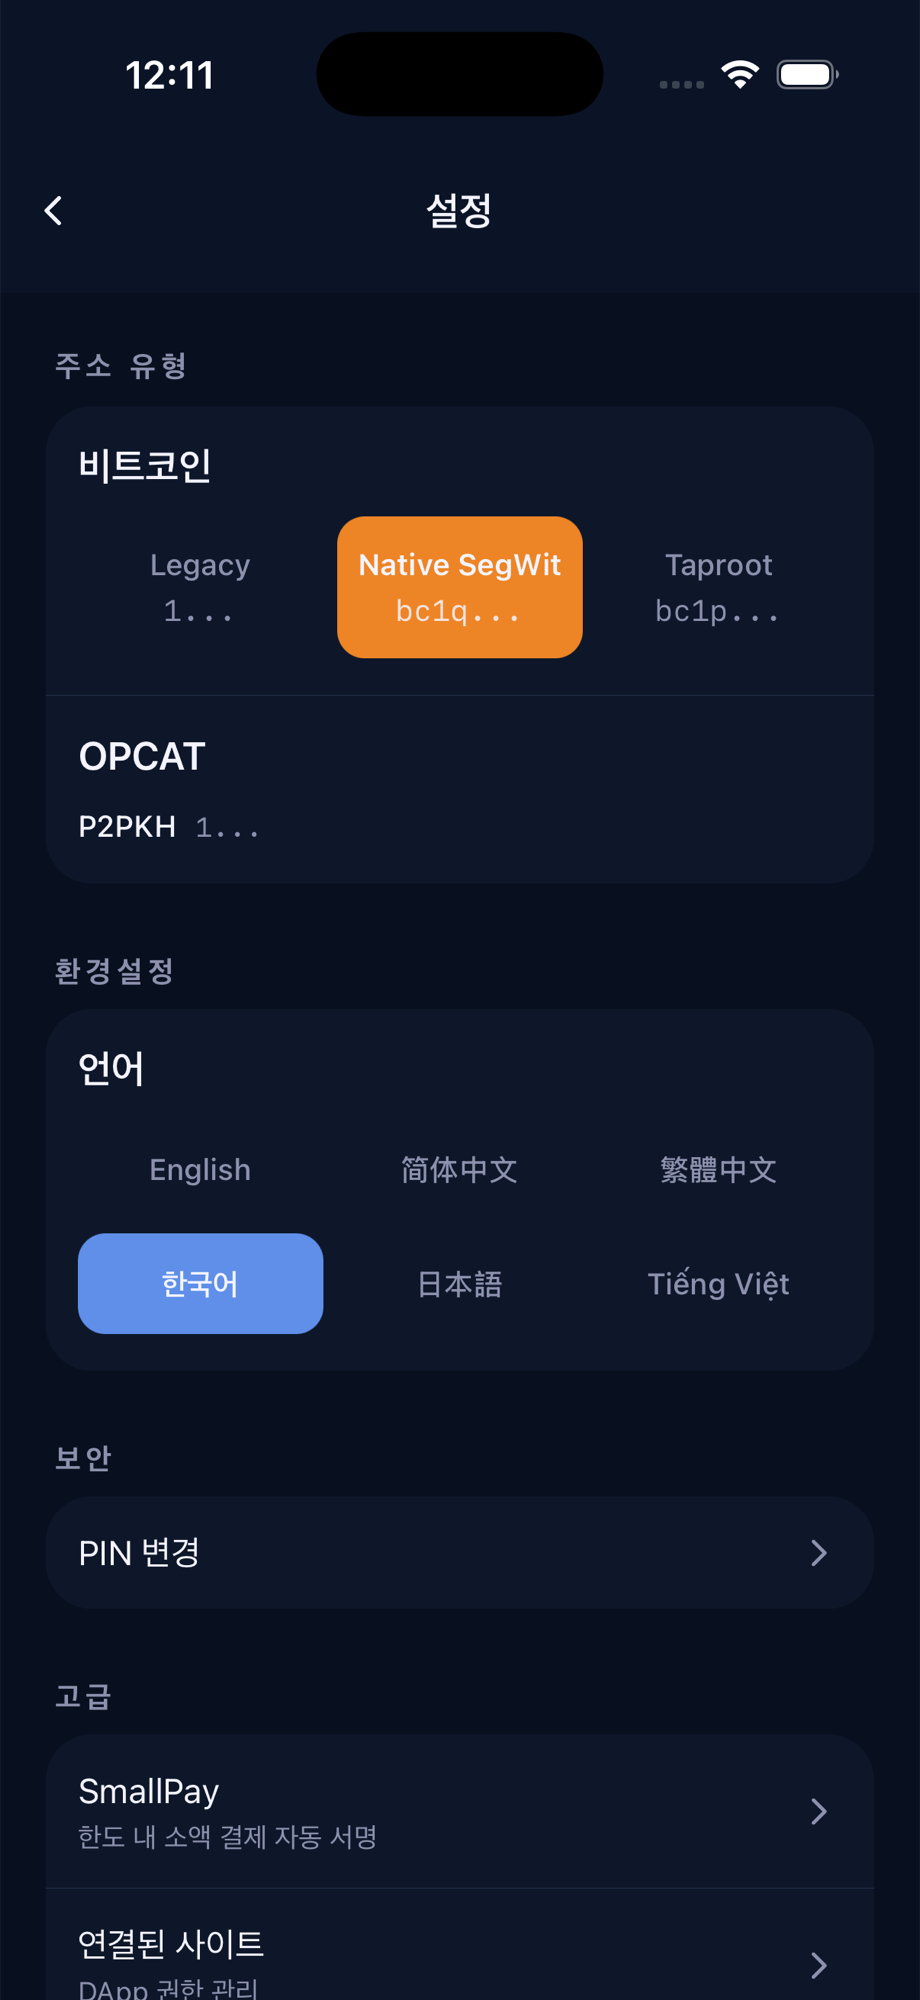 12:11
설정
주소 유형
비트코인
Legacy
1...
Native SegWit
bc1q...
Taproot
bc1p...
OPCAT
P2PKH 1...
환경설정
언어
English
简体中文
繁體中文
한국어
日本語
Tiếng Việt
보안
PIN 변경
고급
SmallPay
한도 내 소액 결제 자동 서명
연결된 사이트
DApp 권한 관리